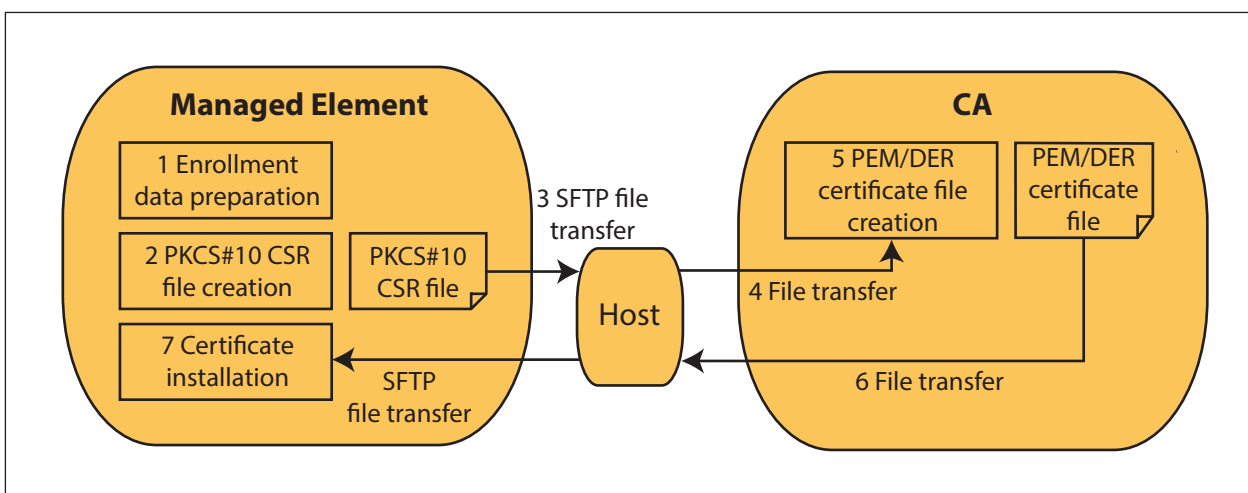 Managed Element
1 Enrollment
data preparation
2 PKCS#10 CSR
file creation
PKCS#10
CSR file
7 Certificate
installation
SFTP
file transfer
3 SFTP file
transfer
Host
4 File transfer
6 File transfer
CA
5 PEM/DER
certificate file
creation
PEM/DER
certificate
file